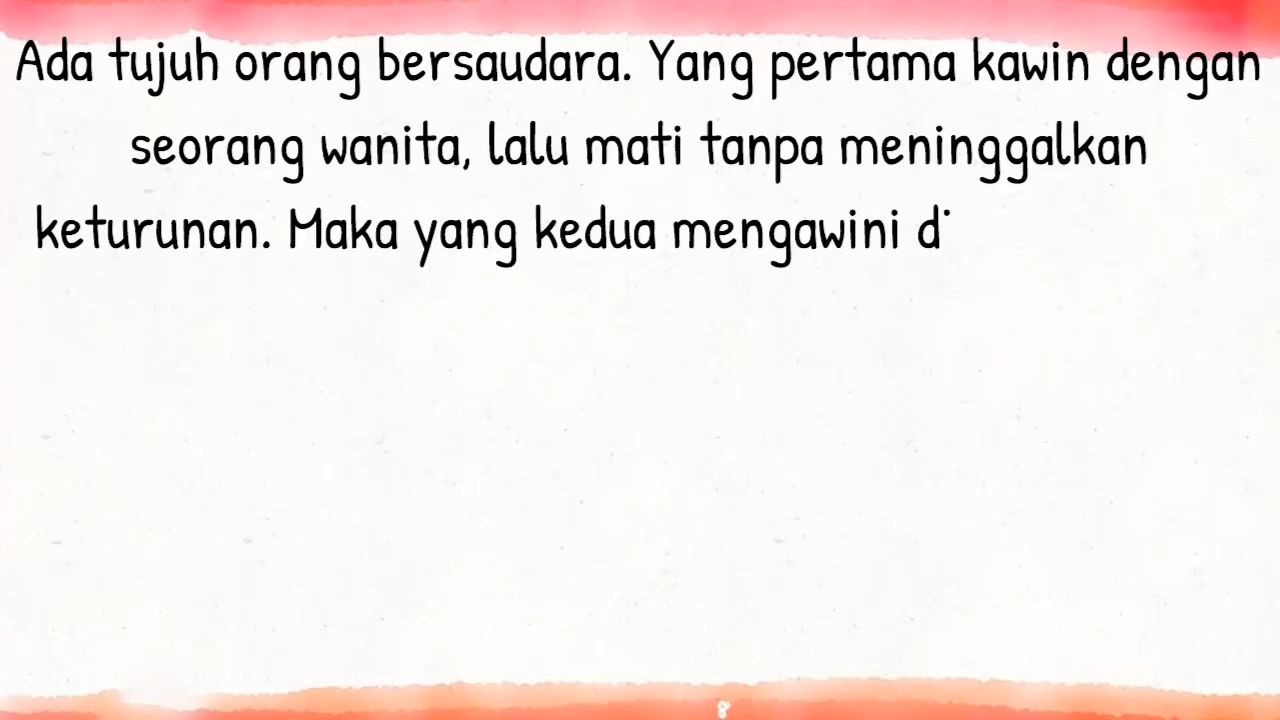 Ada tujuh orang bersaudara. Yang pertama kawin dengan
seorang wanita, lalu mati tanpa meninggalkan
keturunan. Maka yang kedua mengawini